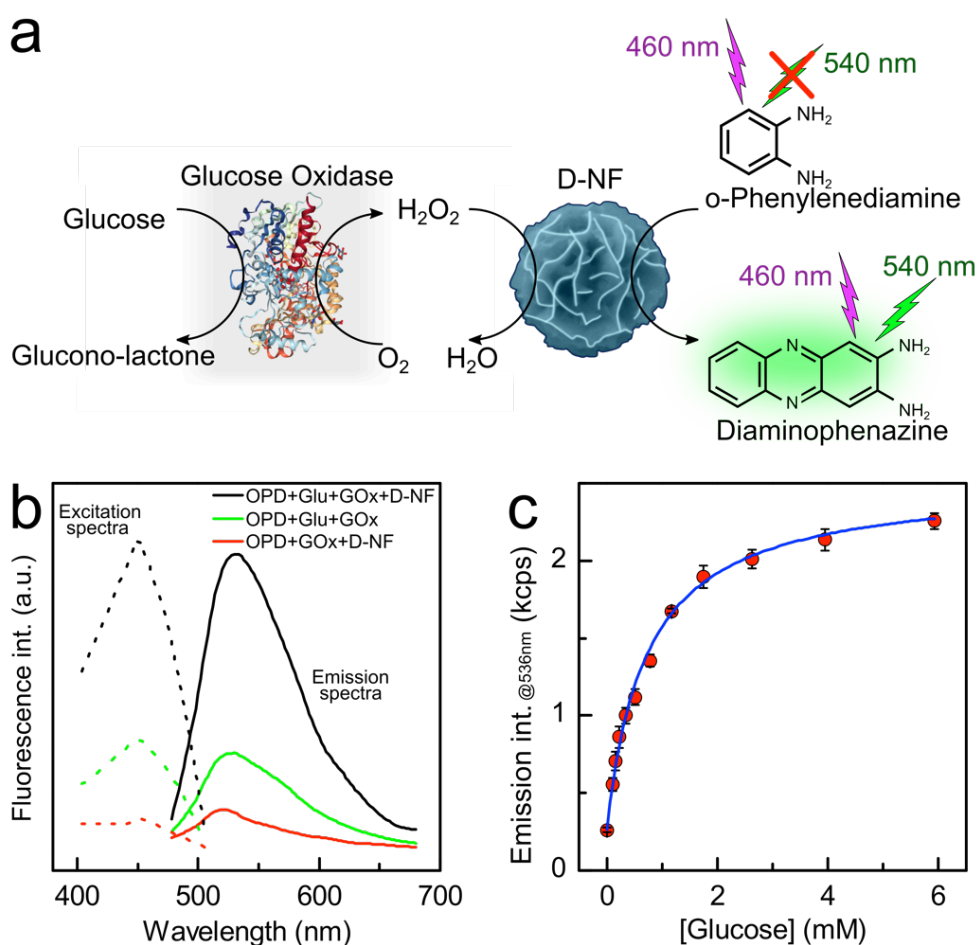 a
460 nm
540 nm
NH₂
NH₂
o-Phenylenediamine
Glucose Oxidase
D-NF
Glucose
H₂O₂
460 nm
540 nm
Glucono-lactone
O₂
H₂O
N
N
NH₂
NH₂
Diaminophenazine
b
Excitation
spectra
OPD+Glu+GOx+D-NF
OPD+Glu+GOx
OPD+GOx+D-NF
Emission
spectra
Fluorescence int. (a.u.)
400 500 600 700
Wavelength (nm)
c
Emission int. @536nm (kcps)
2
1
0
0 2 4 6
[Glucose] (mM)